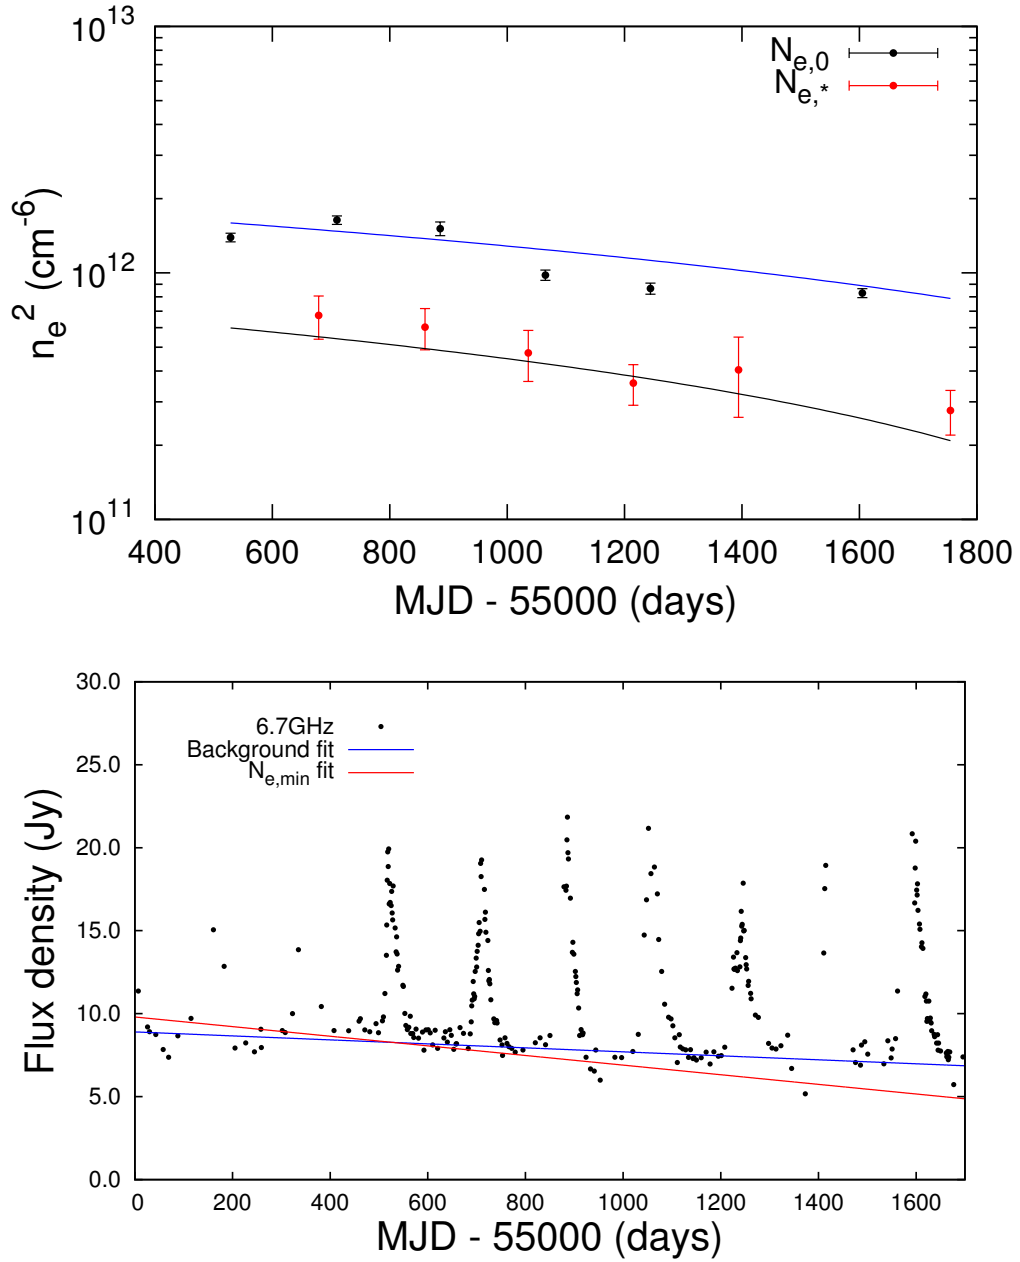 10^13
N_e,0
N_e,*
n_e^2 (cm^-6)
10^12
10^11
400 600 800 1000 1200 1400 1600 1800
MJD - 55000 (days)
30.0
6.7GHz
Background fit
N_e,min fit
25.0
20.0
Flux density (Jy)
15.0
10.0
5.0
0.0
0 200 400 600 800 1000 1200 1400 1600
MJD - 55000 (days)